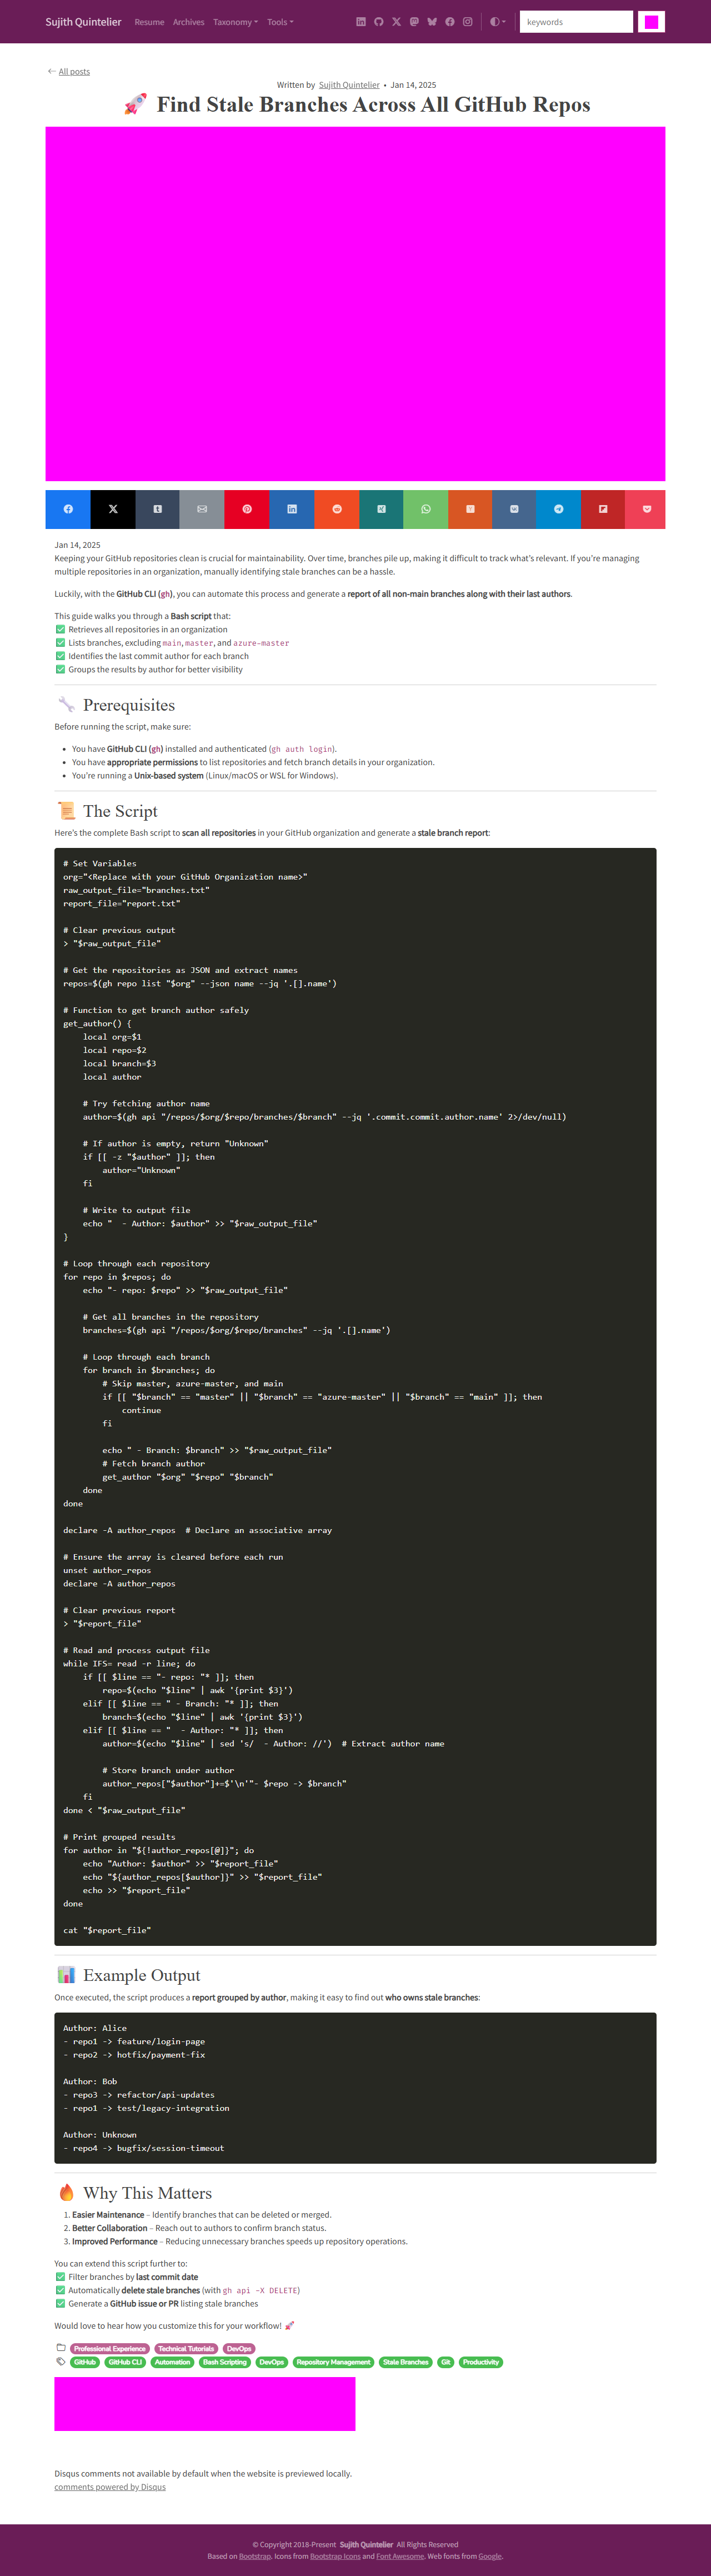 Sujith Quintelier Resume Archives Taxonomy Tools keywords
← All posts
Written by Sujith Quintelier • Jan 14, 2025
🚀 Find Stale Branches Across All GitHub Repos
Jan 14, 2025
Keeping your GitHub repositories clean is crucial for maintainability. Over time, branches pile up, making it difficult to track what's relevant. If you're managing
multiple repositories in an organization, manually identifying stale branches can be a hassle.
Luckily, with the GitHub CLI (gh), you can automate this process and generate a report of all non-main branches along with their last authors.
This guide walks you through a Bash script that:
✅ Retrieves all repositories in an organization
✅ Lists branches, excluding main, master, and azure-master
✅ Identifies the last commit author for each branch
✅ Groups the results by author for better visibility
🔧 Prerequisites
Before running the script, make sure:
• You have GitHub CLI (gh) installed and authenticated (gh auth login).
• You have appropriate permissions to list repositories and fetch branch details in your organization.
• You're running a Unix-based system (Linux/macOS or WSL for Windows).
📜 The Script
Here's the complete Bash script to scan all repositories in your GitHub organization and generate a stale branch report:
# Set Variables
org="<Replace with your GitHub Organization name>"
raw_output_file="branches.txt"
report_file="report.txt"
# Clear previous output
> "$raw_output_file"
# Get the repositories as JSON and extract names
repos=$(gh repo list "$org" --json name --jq '.[].name')
# Function to get branch author safely
get_author() {
    local org=$1
    local repo=$2
    local branch=$3
    local author
    # Try fetching author name
    author=$(gh api "/repos/$org/$repo/branches/$branch" --jq '.commit.commit.author.name' 2>/dev/null)
    # If author is empty, return "Unknown"
    if [[ -z "$author" ]]; then
        author="Unknown"
    fi
    # Write to output file
    echo "  - Author: $author" >> "$raw_output_file"
}
# Loop through each repository
for repo in $repos; do
    echo "- repo: $repo" >> "$raw_output_file"
    # Get all branches in the repository
    branches=$(gh api "/repos/$org/$repo/branches" --jq '.[].name')
    # Loop through each branch
    for branch in $branches; do
        # Skip master, azure-master, and main
        if [[ "$branch" == "master" || "$branch" == "azure-master" || "$branch" == "main" ]]; then
            continue
        fi
        echo " - Branch: $branch" >> "$raw_output_file"
        # Fetch branch author
        get_author "$org" "$repo" "$branch"
    done
done
declare -A author_repos  # Declare an associative array
# Ensure the array is cleared before each run
unset author_repos
declare -A author_repos
# Clear previous report
> "$report_file"
# Read and process output file
while IFS= read -r line; do
    if [[ $line == "- repo: "* ]]; then
        repo=$(echo "$line" | awk '{print $3}')
    elif [[ $line == " - Branch: "* ]]; then
        branch=$(echo "$line" | awk '{print $3}')
    elif [[ $line == "  - Author: "* ]]; then
        author=$(echo "$line" | sed 's/  - Author: //')  # Extract author name
        # Store branch under author
        author_repos["$author"]+=$'\n'"- $repo -> $branch"
    fi
done < "$raw_output_file"
# Print grouped results
for author in "${!author_repos[@]}"; do
    echo "Author: $author" >> "$report_file"
    echo "${author_repos[$author]}" >> "$report_file"
    echo >> "$report_file"
done
cat "$report_file"
📊 Example Output
Once executed, the script produces a report grouped by author, making it easy to find out who owns stale branches:
Author: Alice
- repo1 -> feature/login-page
- repo2 -> hotfix/payment-fix
Author: Bob
- repo3 -> refactor/api-updates
- repo1 -> test/legacy-integration
Author: Unknown
- repo4 -> bugfix/session-timeout
🔥 Why This Matters
1. Easier Maintenance – Identify branches that can be deleted or merged.
2. Better Collaboration – Reach out to authors to confirm branch status.
3. Improved Performance – Reducing unnecessary branches speeds up repository operations.
You can extend this script further to:
✅ Filter branches by last commit date
✅ Automatically delete stale branches (with gh api -X DELETE)
✅ Generate a GitHub issue or PR listing stale branches
Would love to hear how you customize this for your workflow! 🚀
Professional Experience Technical Tutorials DevOps
GitHub GitHub CLI Automation Bash Scripting DevOps Repository Management Stale Branches Git Productivity
Disqus comments not available by default when the website is previewed locally.
comments powered by Disqus
© Copyright 2018-Present Sujith Quintelier All Rights Reserved
Based on Bootstrap. Icons from Bootstrap Icons and Font Awesome. Web fonts from Google.